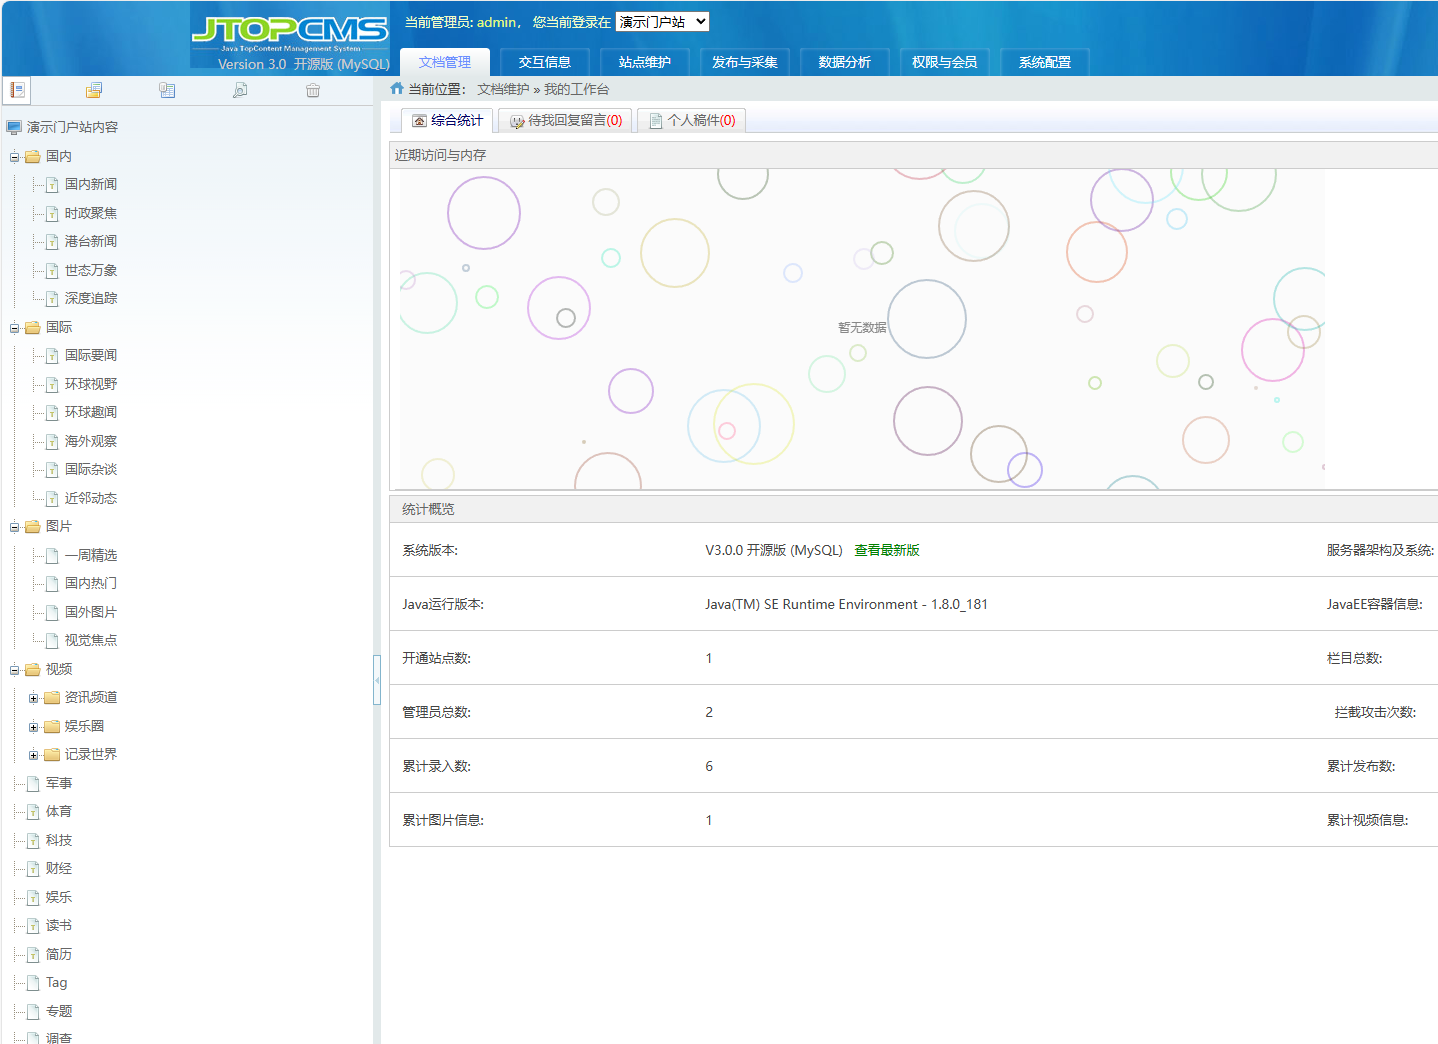 JTOPCMS
Java TopContent Management System
Version 3.0 开源版 (MySQL)
当前管理员: admin， 您当前登录在 演示门户站
文档管理 交互信息 站点维护 发布与采集 数据分析 权限与会员 系统配置
当前位置： 文档维护 » 我的工作台
演示门户站内容
国内
国内新闻
时政聚焦
港台新闻
世态万象
深度追踪
国际
国际要闻
环球视野
环球趣闻
海外观察
国际杂谈
近邻动态
图片
一周精选
国内热门
国外图片
视觉焦点
视频
资讯频道
娱乐圈
记录世界
军事
体育
科技
财经
娱乐
读书
简历
Tag
专题
调查
综合统计 待我回复留言(0) 个人稿件(0)
近期访问与内存
暂无数据
统计概览
系统版本: V3.0.0 开源版 (MySQL) 查看最新版 服务器架构及系统:
Java运行版本: Java(TM) SE Runtime Environment - 1.8.0_181 JavaEE容器信息:
开通站点数: 1 栏目总数:
管理员总数: 2 拦截攻击次数:
累计录入数: 6 累计发布数:
累计图片信息: 1 累计视频信息: